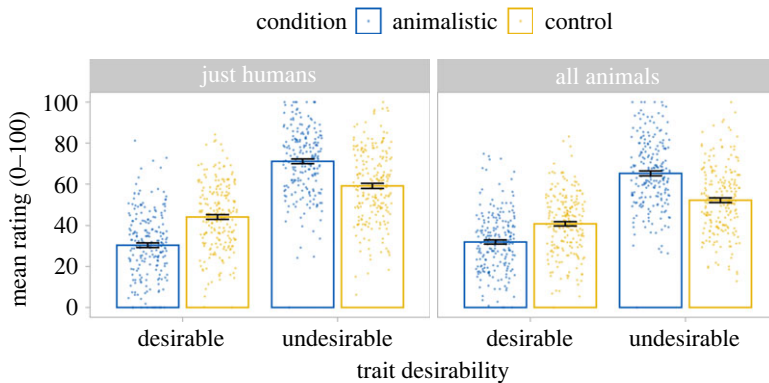 condition animalistic control
just humans all animals
mean rating (0–100)
100
80
60
40
20
0
desirable undesirable desirable undesirable
trait desirability